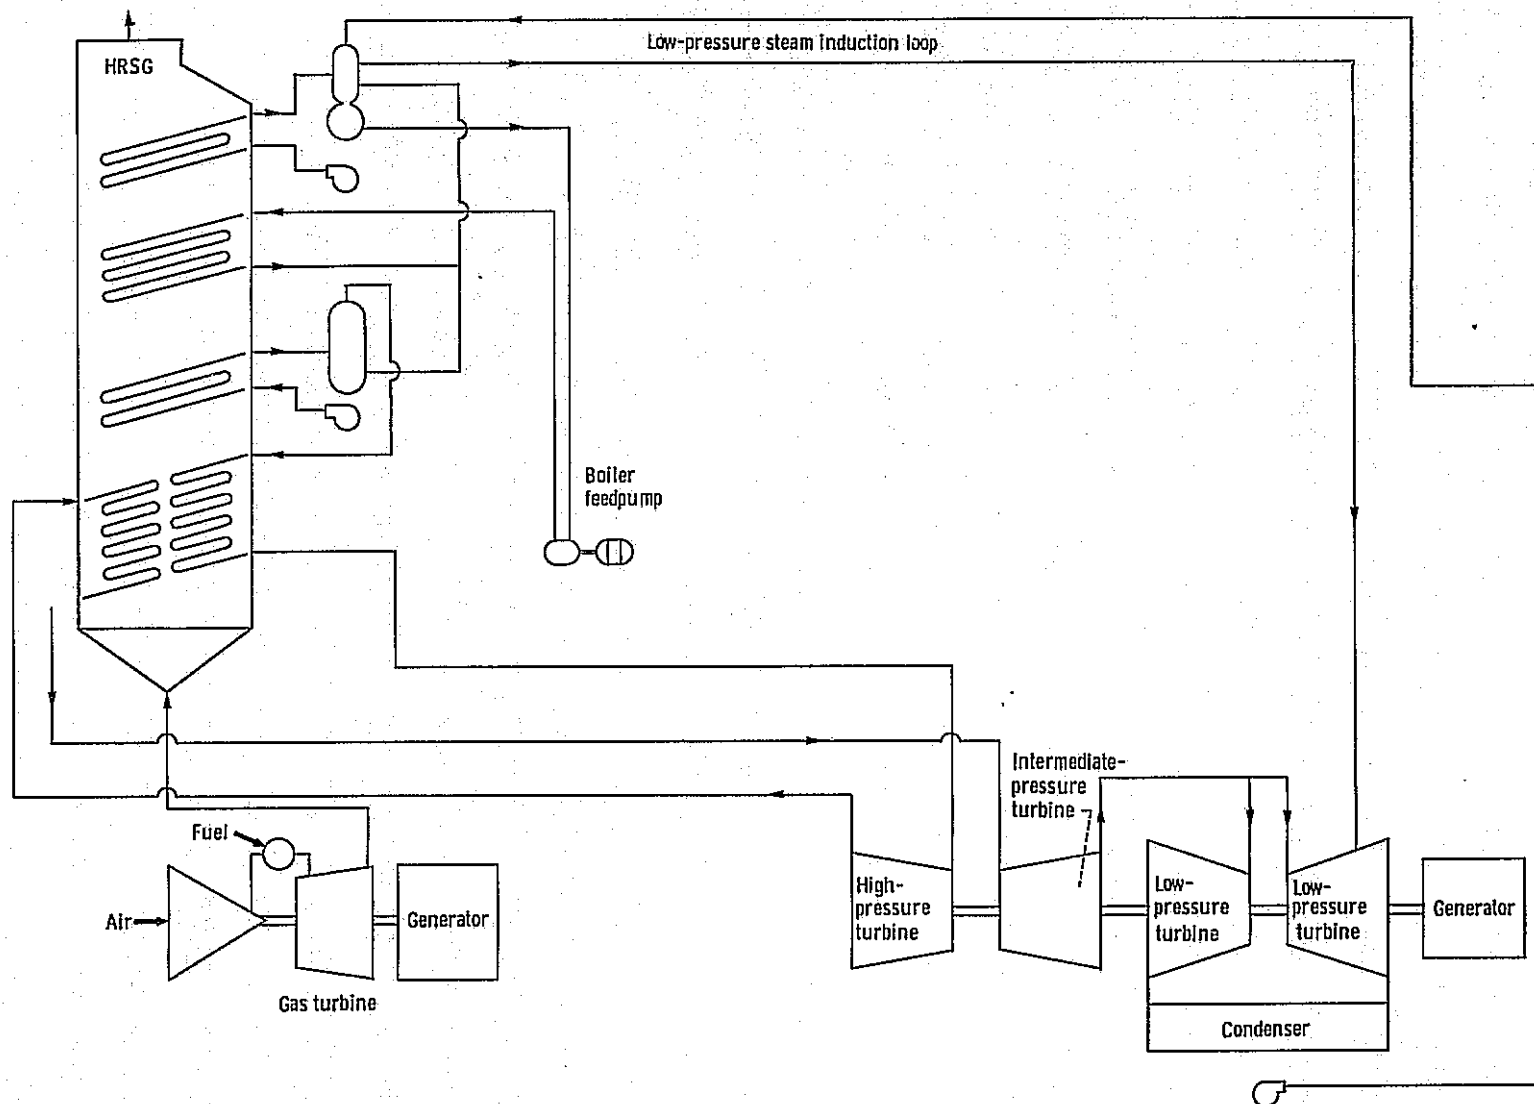 HRSG
Low-pressure steam induction loop
Boiler
feedpump
Intermediate-
pressure
turbine
Fuel
Air
Generator
Gas turbine
High-
pressure
turbine
Low-
pressure
turbine
Low-
pressure
turbine
Generator
Condenser